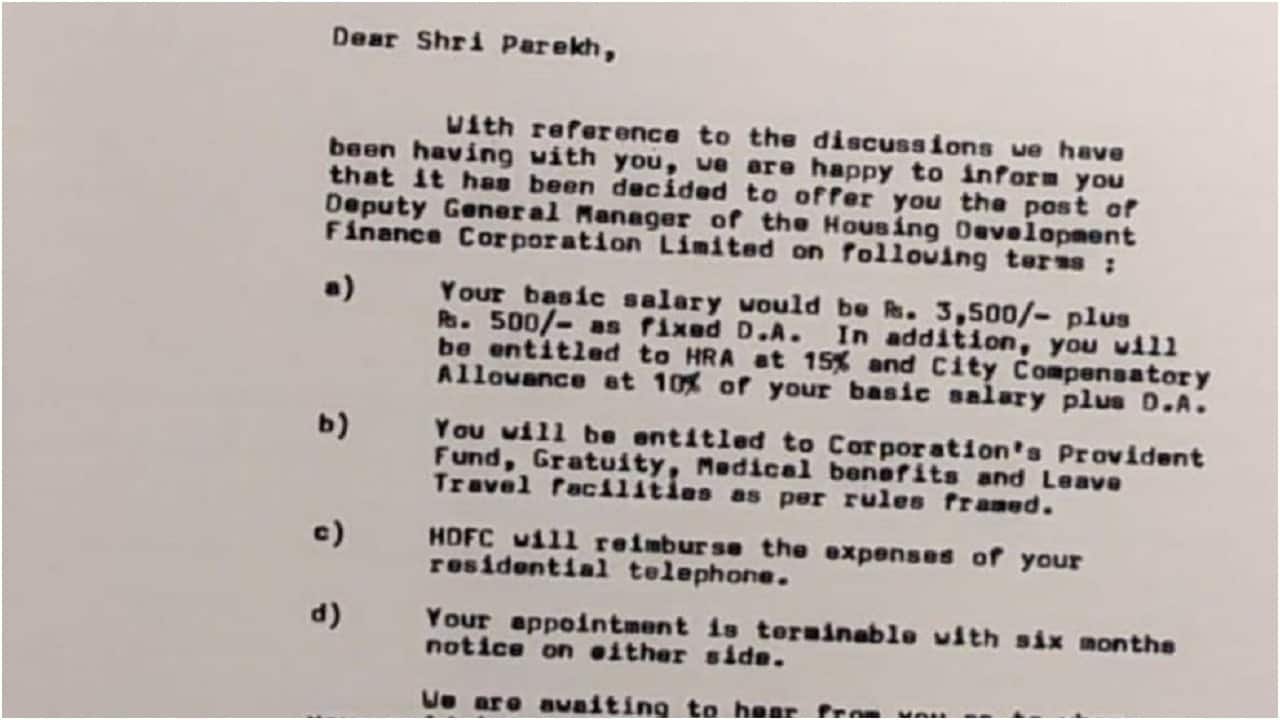 Dear Shri Parekh,
With reference to the discussions we have
been having with you, we are happy to inform you
that it has been decided to offer you the post of
Deputy General Manager of the Housing Development
Finance Corporation Limited on following terms :
a) Your basic salary would be Rs. 3,500/- plus
Rs. 500/- as fixed D.A. In addition, you will
be entitled to HRA at 15% and City Compensatory
Allowance at 10% of your basic salary plus D.A.
b) You will be entitled to Corporation's Provident
Fund, Gratuity, Medical benefits and Leave
Travel facilities as per rules framed.
c) HDFC will reimburse the expenses of your
residential telephone.
d) Your appointment is terminable with six months
notice on either side.
We are awaiting to hear from you as to